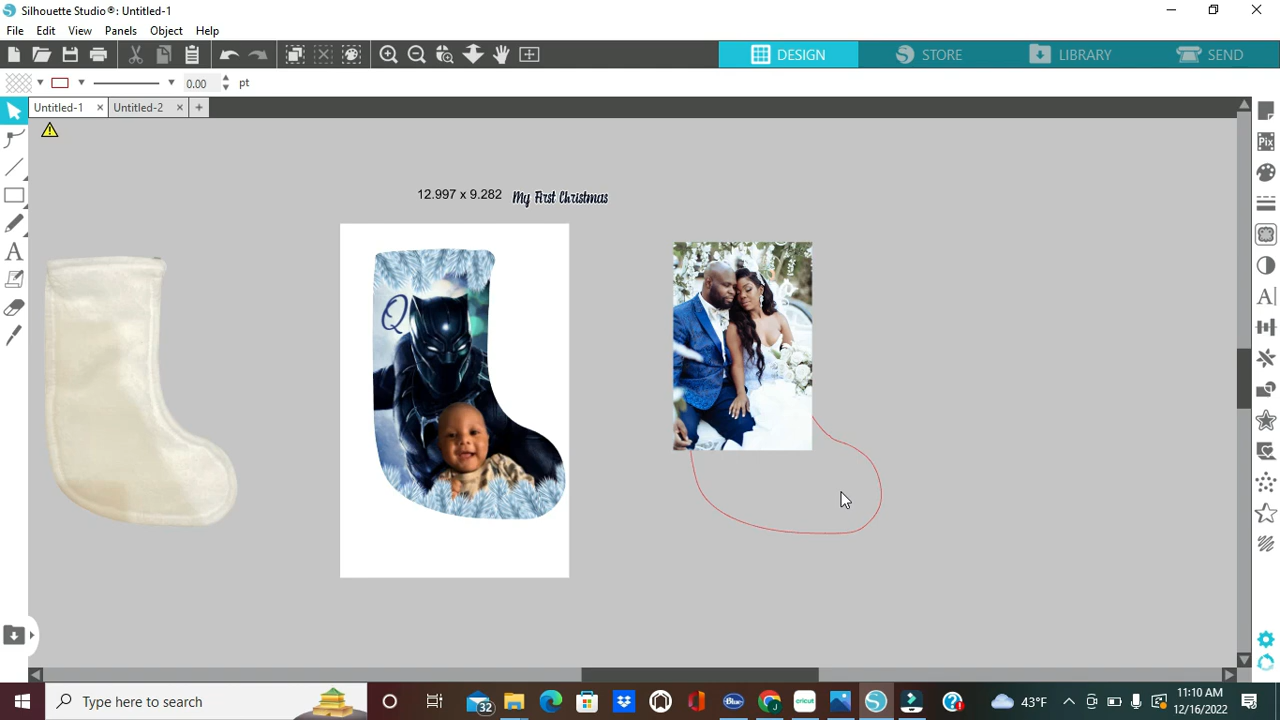 Silhouette Studio®: Untitled-1
File Edit View Panels Object Help
DESIGN STORE LIBRARY SEND
0.00 pt
Untitled-1 × Untitled-2 × +
12.997 x 9.282 My First Christmas
Q
Type here to search
32
Blue
cricut
43°F
11:10 AM
12/16/2022